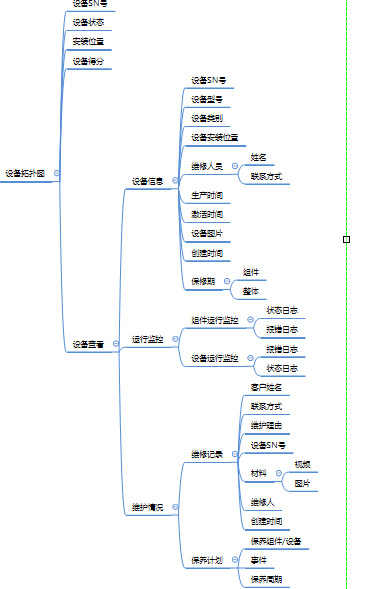 设备SN号
设备状态
安装位置
设备得分
设备拓扑图
设备查看
设备信息
设备SN号
设备型号
设备类别
设备安装位置
维修人员
姓名
联系方式
生产时间
激活时间
设备图片
创建时间
保修期
组件
整体
运行监控
组件运行监控
状态日志
报错日志
设备运行监控
报错日志
状态日志
维护情况
维修记录
客户姓名
联系方式
维护理由
设备SN号
材料
视频
图片
维修人
创建时间
保养计划
保养组件/设备
事件
保养周期